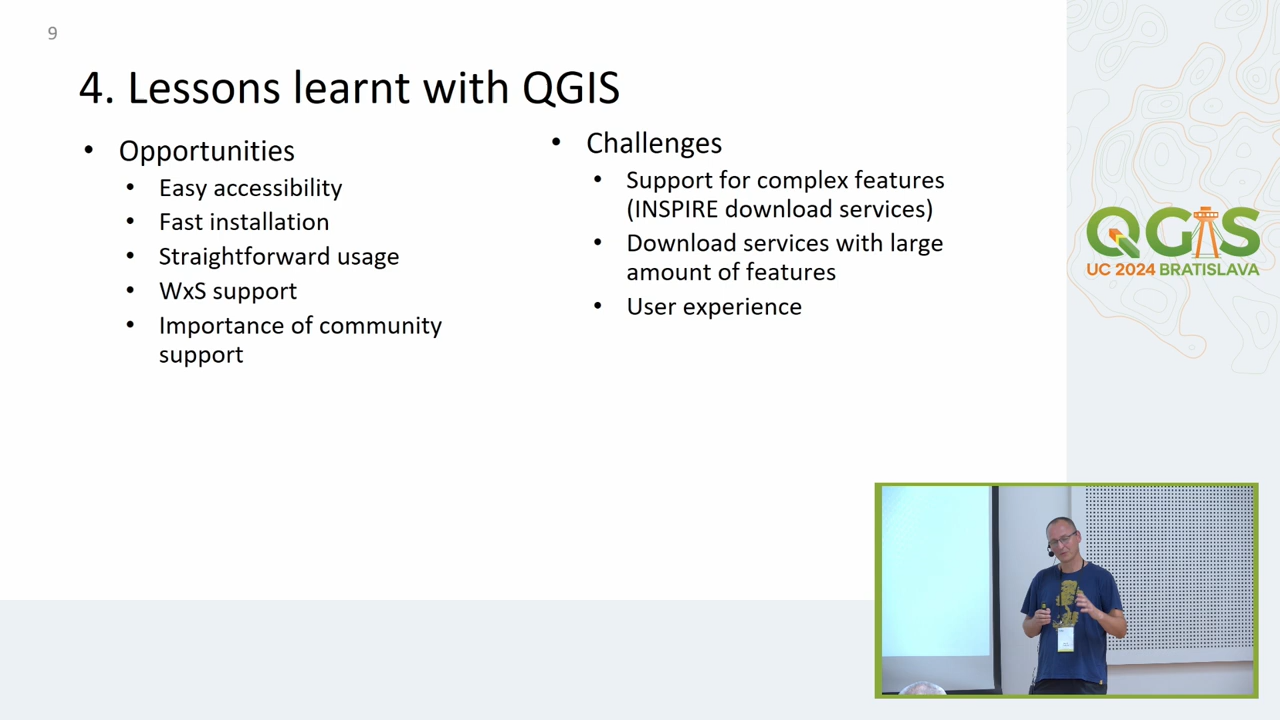 9
4. Lessons learnt with QGIS
• Opportunities
• Easy accessibility
• Fast installation
• Straightforward usage
• WxS support
• Importance of community
support
• Challenges
• Support for complex features
(INSPIRE download services)
• Download services with large
amount of features
• User experience
QGIS
UC 2024 BRATISLAVA